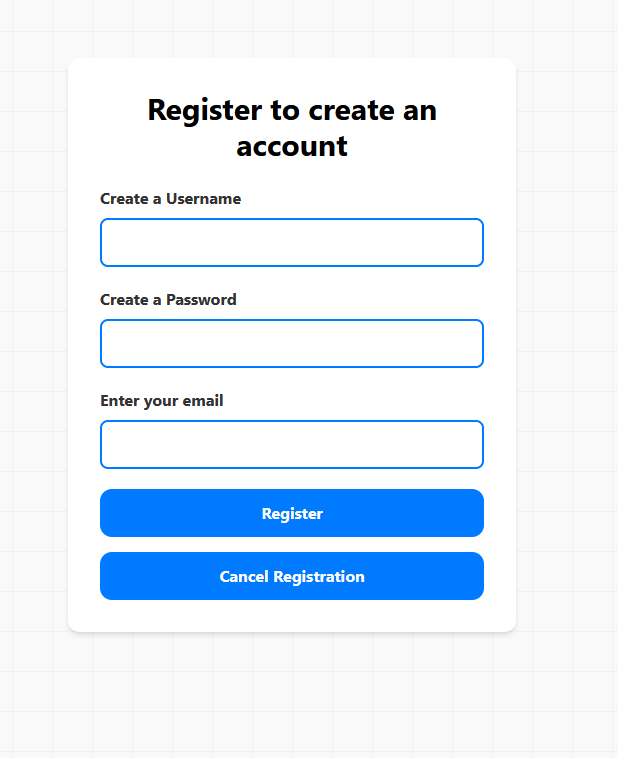 Register to create an
account
Create a Username
Create a Password
Enter your email
Register
Cancel Registration